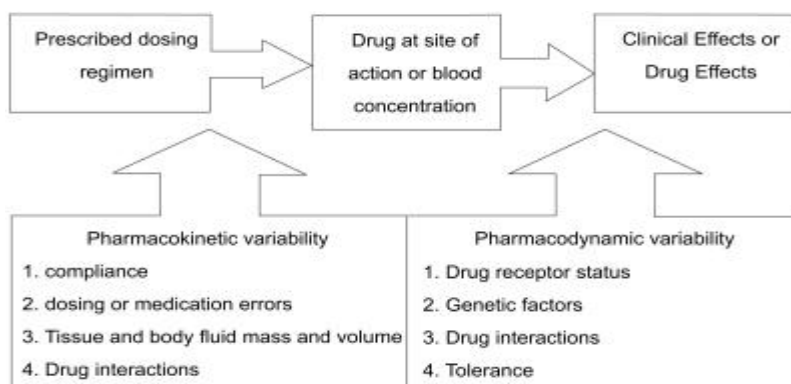 Prescribed dosing
regimen
Drug at site of
action or blood
concentration
Clinical Effects or
Drug Effects
Pharmacokinetic variability
1. compliance
2. dosing or medication errors
3. Tissue and body fluid mass and volume
4. Drug interactions
Pharmacodynamic variability
1. Drug receptor status
2. Genetic factors
3. Drug interactions
4. Tolerance